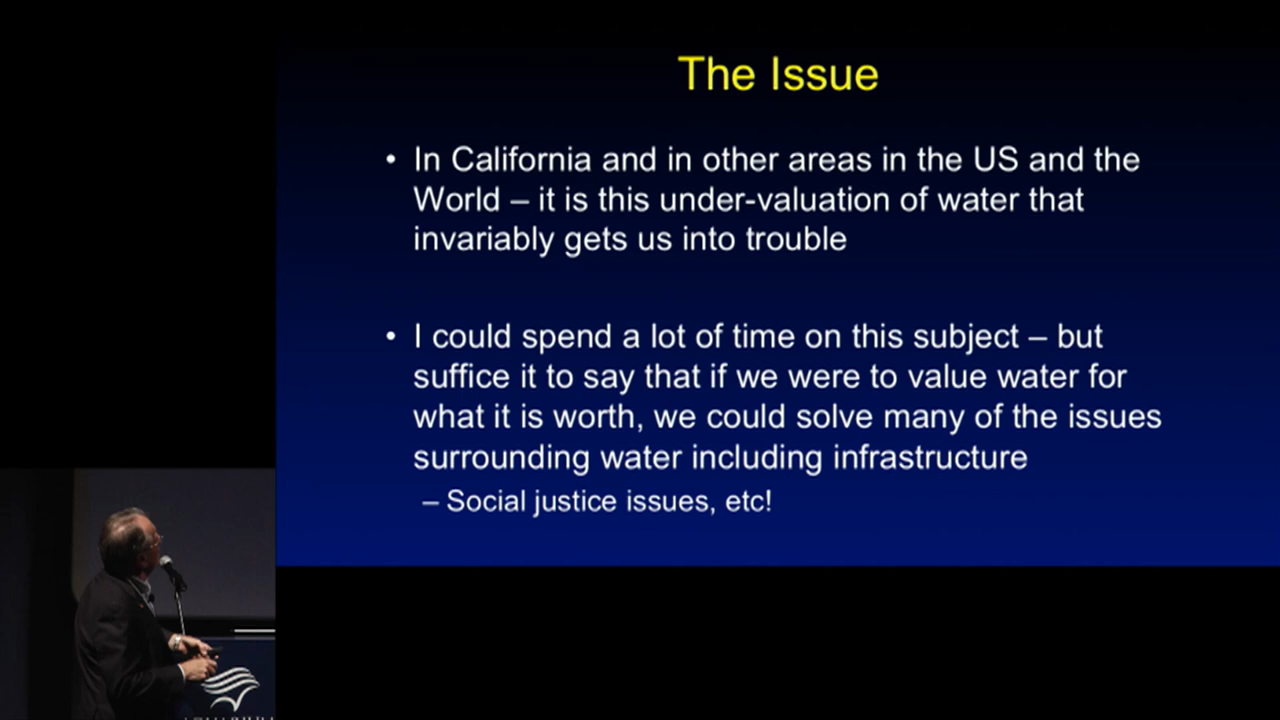 The Issue
• In California and in other areas in the US and the
World – it is this under-valuation of water that
invariably gets us into trouble
• I could spend a lot of time on this subject – but
suffice it to say that if we were to value water for
what it is worth, we could solve many of the issues
surrounding water including infrastructure
– Social justice issues, etc!